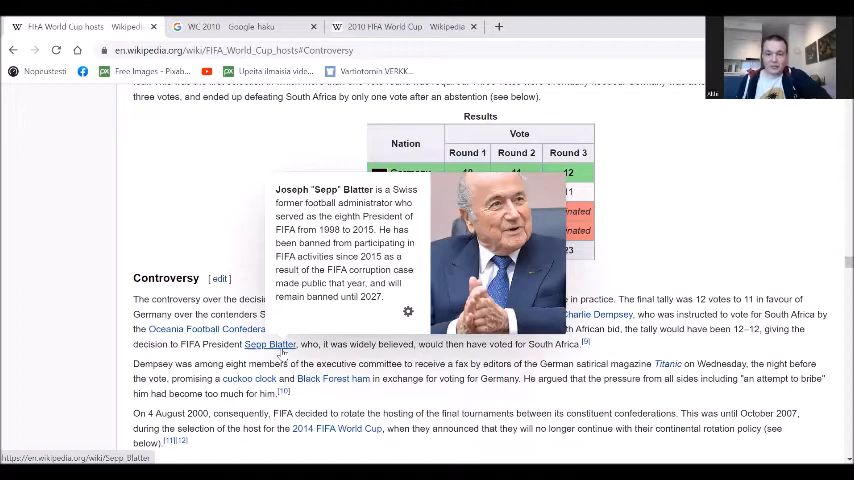 FIFA World Cup hosts - Wikipedi
WC 2010 - Google-haku
2010 FIFA World Cup - Wikipedia
en.wikipedia.org/wiki/FIFA_World_Cup_hosts#Controversy
Nopeustesti
Free Images - Pixab...
Upeita ilmaisia video...
Vartiotornin VERKK...
Ahti
three votes, and ended up defeating South Africa by only one vote after an abstention (see below).
Results
Nation
Vote
Round 1
Round 2
Round 3
12
11
23
Joseph "Sepp" Blatter is a Swiss
former football administrator who
served as the eighth President of
FIFA from 1998 to 2015. He has
been banned from participating in
FIFA activities since 2015 as a
result of the FIFA corruption case
made public that year, and will
remain banned until 2027.
Controversy [ edit ]
The controversy over the decis in practice. The final tally was 12 votes to 11 in favour of
Germany over the contenders S Charlie Dempsey, who was instructed to vote for South Africa
by the Oceania Football Confedera African bid, the tally would have been 12–12, giving the
decision to FIFA President Sepp Blatter, who, it was widely believed, would then have voted for South Africa.[9]
Dempsey was among eight members of the executive committee to receive a fax by editors of the German satirical magazine Titanic on Wednesday, the night before
the vote, promising a cuckoo clock and Black Forest ham in exchange for voting for Germany. He argued that the pressure from all sides including "an attempt to bribe"
him had become too much for him.[10]
On 4 August 2000, consequently, FIFA decided to rotate the hosting of the final tournaments between its constituent confederations. This was until October 2007,
during the selection of the host for the 2014 FIFA World Cup, when they announced that they will no longer continue with their continental rotation policy (see
below).[11][12]
https://en.wikipedia.org/wiki/Sepp_Blatter